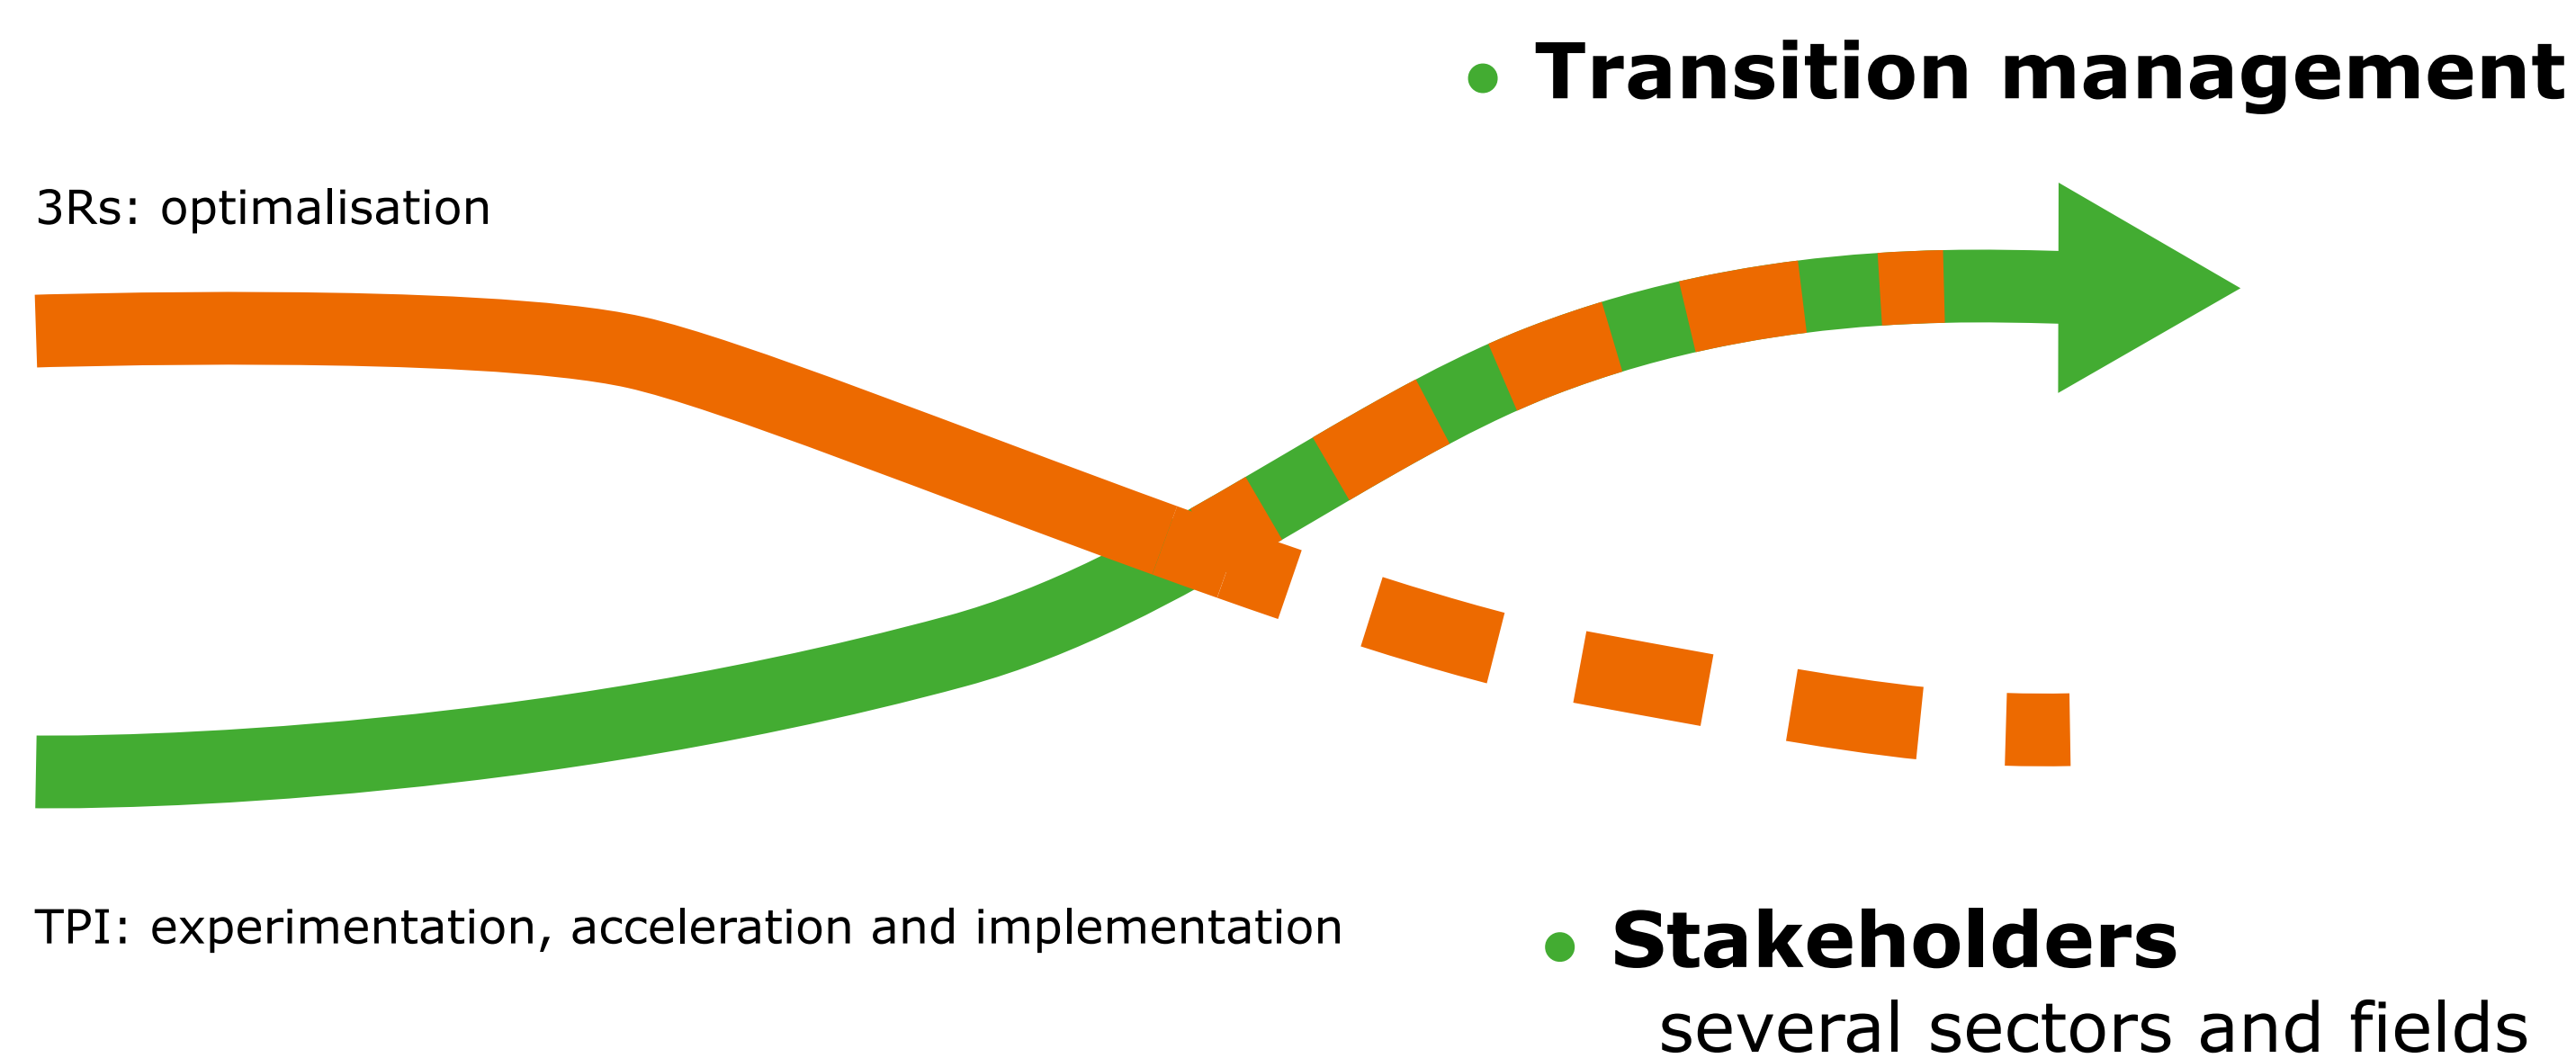 • Transition management
3Rs: optimalisation
TPI: experimentation, acceleration and implementation
• Stakeholders
several sectors and fields